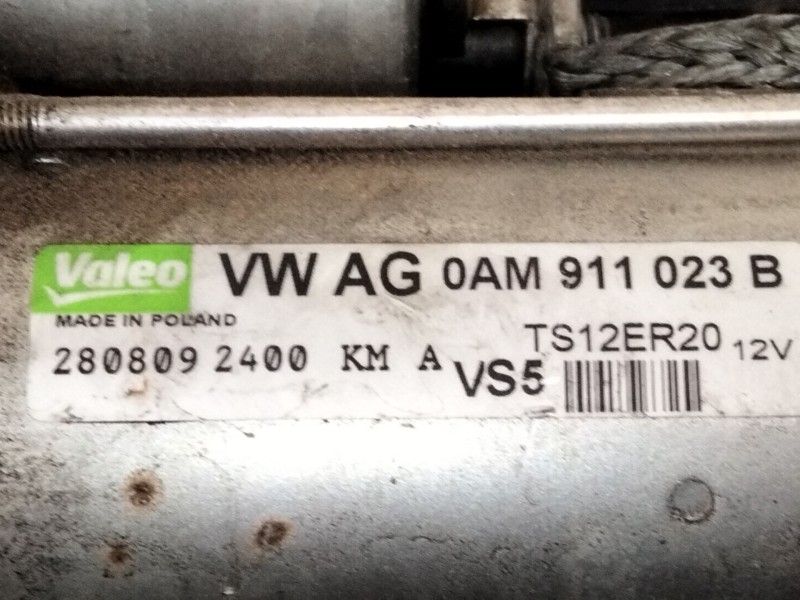 Valeo VW AG 0AM 911 023 B
MADE IN POLAND
TS12ER20 12V
280809 2400 KM A
VS5